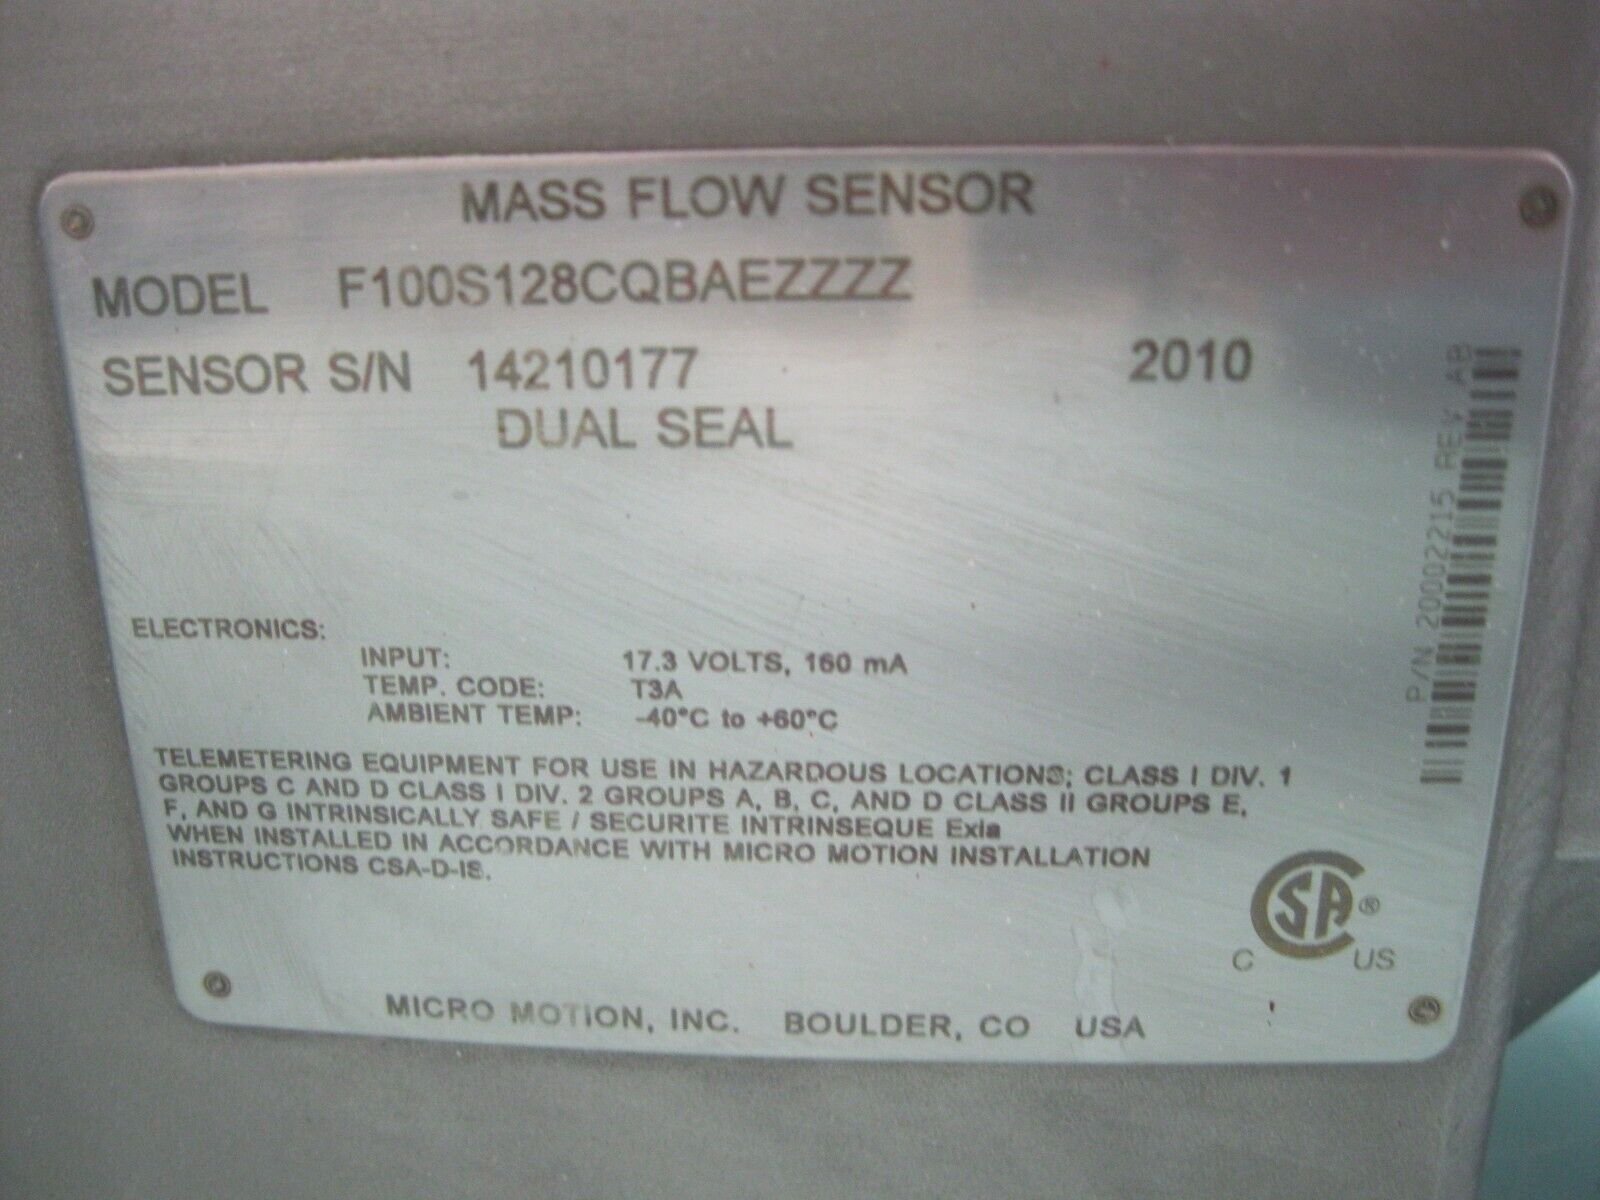 MASS FLOW SENSOR
MODEL F100S128CQBAEZZZZ
SENSOR S/N 14210177 2010
DUAL SEAL
P/N 20002215 REV AB
ELECTRONICS:
INPUT: 17.3 VOLTS, 160 mA
TEMP. CODE: T3A
AMBIENT TEMP: -40°C to +60°C
TELEMETERING EQUIPMENT FOR USE IN HAZARDOUS LOCATIONS; CLASS I DIV. 1
GROUPS C AND D CLASS I DIV. 2 GROUPS A, B, C, AND D CLASS II GROUPS E,
F, AND G INTRINSICALLY SAFE / SECURITE INTRINSEQUE Exia
WHEN INSTALLED IN ACCORDANCE WITH MICRO MOTION INSTALLATION
INSTRUCTIONS CSA-D-IS.
CSA ®
C US
MICRO MOTION, INC. BOULDER, CO USA